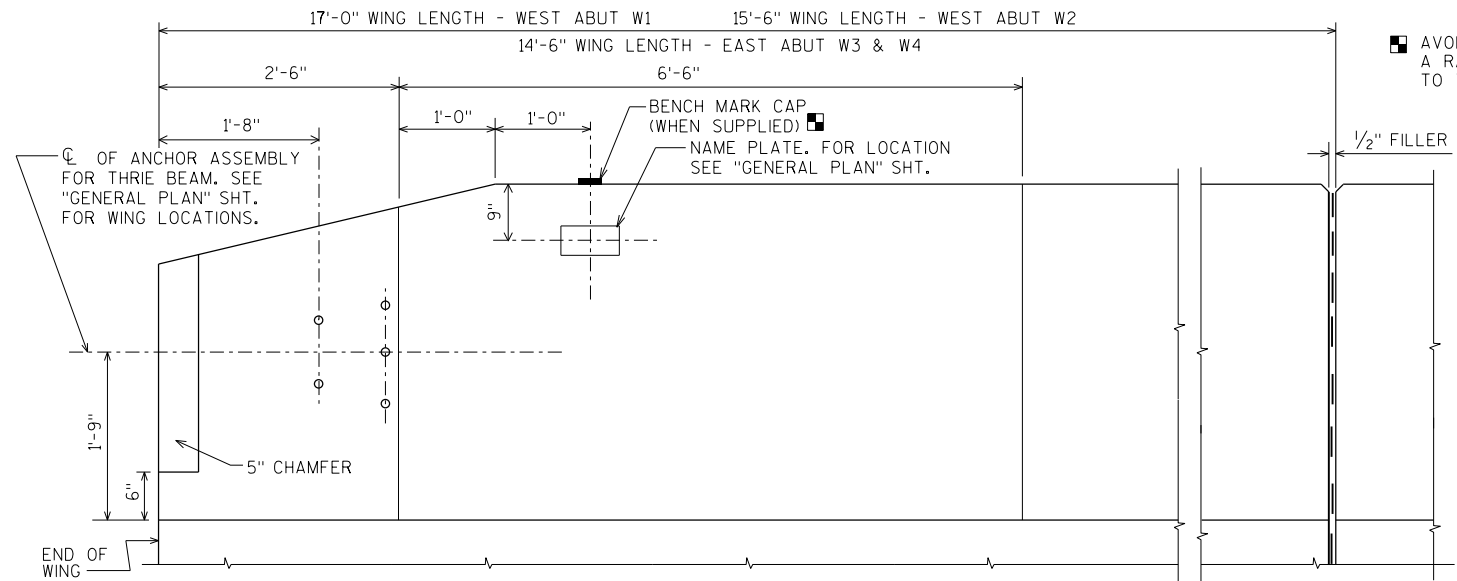 17'-0" WING LENGTH - WEST ABUT W1
15'-6" WING LENGTH - WEST ABUT W2
14'-6" WING LENGTH - EAST ABUT W3 & W4
A
TO
2'-6"
6'-6"
1'-8"
1'-0"
1'-0"
BENCH MARK CAP
(WHEN SUPPLIED)
NAME PLATE. FOR LOCATION
SEE "GENERAL PLAN" SHT.
1/2" FILLER
℄ OF ANCHOR ASSEMBLY
FOR THRIE BEAM. SEE
"GENERAL PLAN" SHT.
FOR WING LOCATIONS.
9"
1'-9"
6"
5" CHAMFER
END OF
WING